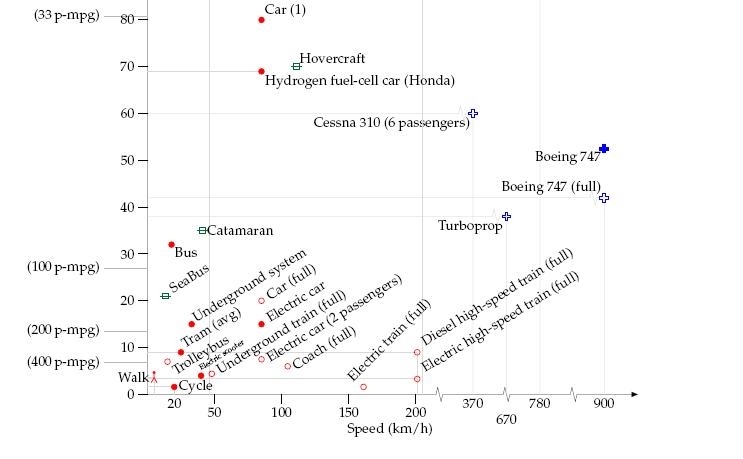 Car (1)
(33 p-mpg)
80
Hovercraft
70
Hydrogen fuel-cell car (Honda)
60
Cessna 310 (6 passengers)
50
Boeing 747
Boeing 747 (full)
40
Turboprop
Catamaran
30
Bus
(100 p-mpg)
SeaBus
20
Underground system
Car (full)
Electric car
Tram (avg)
(200 p-mpg)
10
Trolleybus
Electric scooter
Underground train (full)
Electric car (2 passengers)
Coach (full)
Electric train (full)
Diesel high-speed train (full)
Electric high-speed train (full)
(400 p-mpg)
Walk
Cycle
0
20
50
100
150
200
370
670
780
900
Speed (km/h)